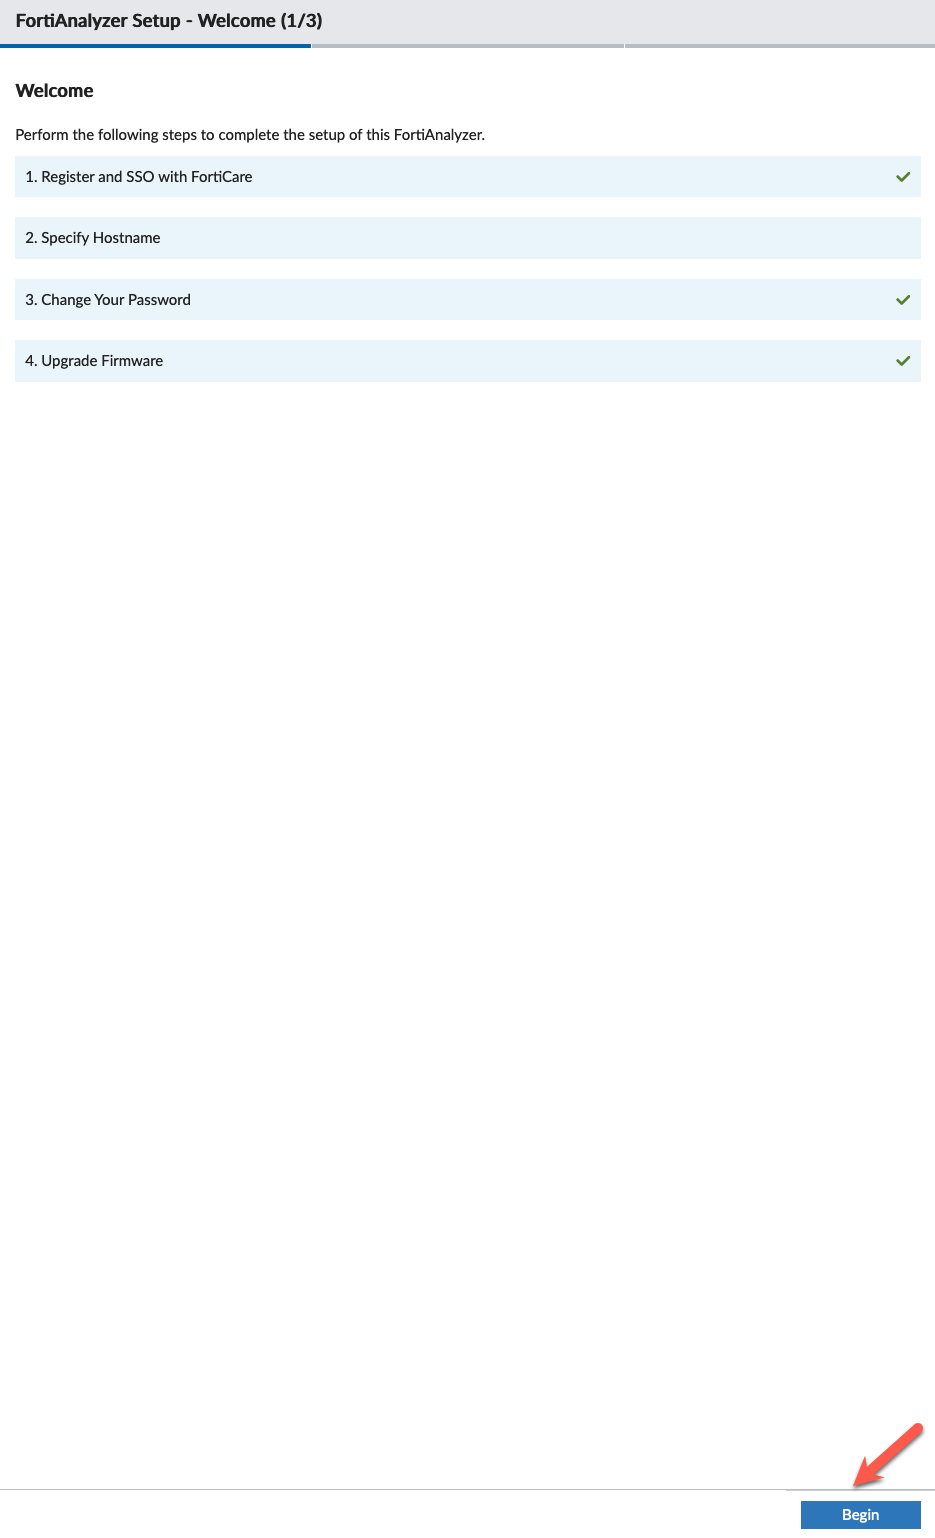 FortiAnalyzer Setup - Welcome (1/3)
Welcome
Perform the following steps to complete the setup of this FortiAnalyzer.
1. Register and SSO with FortiCare
2. Specify Hostname
3. Change Your Password
4. Upgrade Firmware
Begin